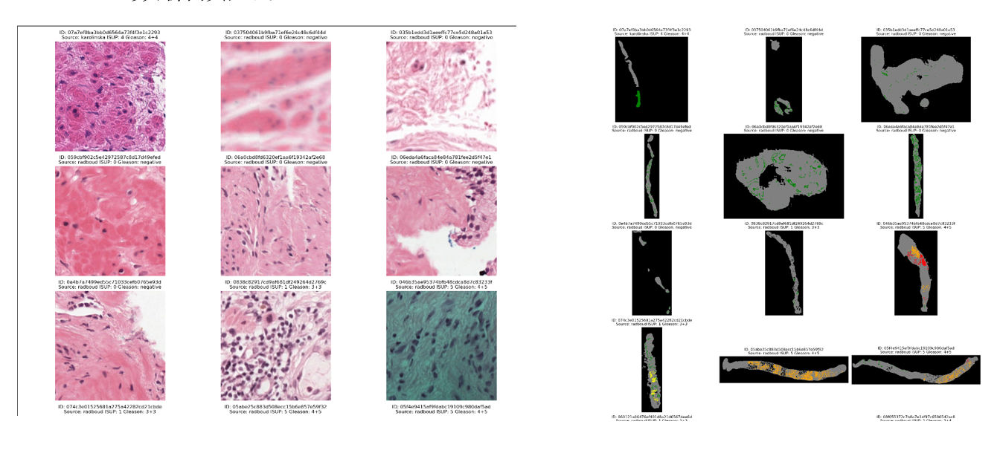 ID: 07a7ef0ba3bb0d6564a73f4f3e1c2293
Source: karolinska ISUP: 4 Gleason: 4+4
ID: 037504061b9fba71ef6e24c48c6df44d
Source: radboud ISUP: 0 Gleason: negative
ID: 035b1edd3d1aeeffc77ce5d248a01a53
Source: radboud ISUP: 0 Gleason: negative
ID: 059cbf902c5e42972587c8d17d49efed
Source: radboud ISUP: 0 Gleason: negative
ID: 06a0cbd8fd6320ef1aa6f19342af2e68
Source: radboud ISUP: 0 Gleason: negative
ID: 06eda4a6faca84e84a781fee2d5f47e1
Source: radboud ISUP: 0 Gleason: negative
ID: 0a4b7a7499ed55c71033cefb0765e93d
Source: radboud ISUP: 0 Gleason: negative
ID: 0838c82917cd9af681df249264d2769c
Source: radboud ISUP: 1 Gleason: 3+3
ID: 046b35ae95374bfb48cdca8d7c83233f
Source: radboud ISUP: 5 Gleason: 4+5
ID: 074c3e01525681a275a42282cd21cbde
Source: radboud ISUP: 1 Gleason: 3+3
ID: 05abe25c883d508ecc15b6e857e59f32
Source: radboud ISUP: 5 Gleason: 4+5
ID: 05f4e9415af9fdabc19109c980daf5ad
Source: radboud ISUP: 5 Gleason: 4+5
ID: 07a7ef0ba3bb0d6564a73f4f3e1c2293
Source: karolinska ISUP: 4 Gleason: 4+4
ID: 037504061b9fba71ef6e24c48c6df44d
Source: radboud ISUP: 0 Gleason: negative
ID: 035b1edd3d1aeeffc77ce5d248a01a53
Source: radboud ISUP: 0 Gleason: negative
ID: 059cbf902c5e42972587c8d17d49efed
Source: radboud ISUP: 0 Gleason: negative
ID: 06a0cbd8fd6320ef1aa6f19342af2e68
Source: radboud ISUP: 0 Gleason: negative
ID: 06eda4a6faca84e84a781fee2d5f47e1
Source: radboud ISUP: 0 Gleason: negative
ID: 0a4b7a7499ed55c71033cefb0765e93d
Source: radboud ISUP: 0 Gleason: negative
ID: 0838c82917cd9af681df249264d2769c
Source: radboud ISUP: 1 Gleason: 3+3
ID: 046b35ae95374bfb48cdca8d7c83233f
Source: radboud ISUP: 5 Gleason: 4+5
ID: 074c3e01525681a275a42282cd21cbde
Source: radboud ISUP: 1 Gleason: 3+3
ID: 05abe25c883d508ecc15b6e857e59f32
Source: radboud ISUP: 5 Gleason: 4+5
ID: 05f4e9415af9fdabc19109c980daf5ad
Source: radboud ISUP: 5 Gleason: 4+5
ID:
ID: